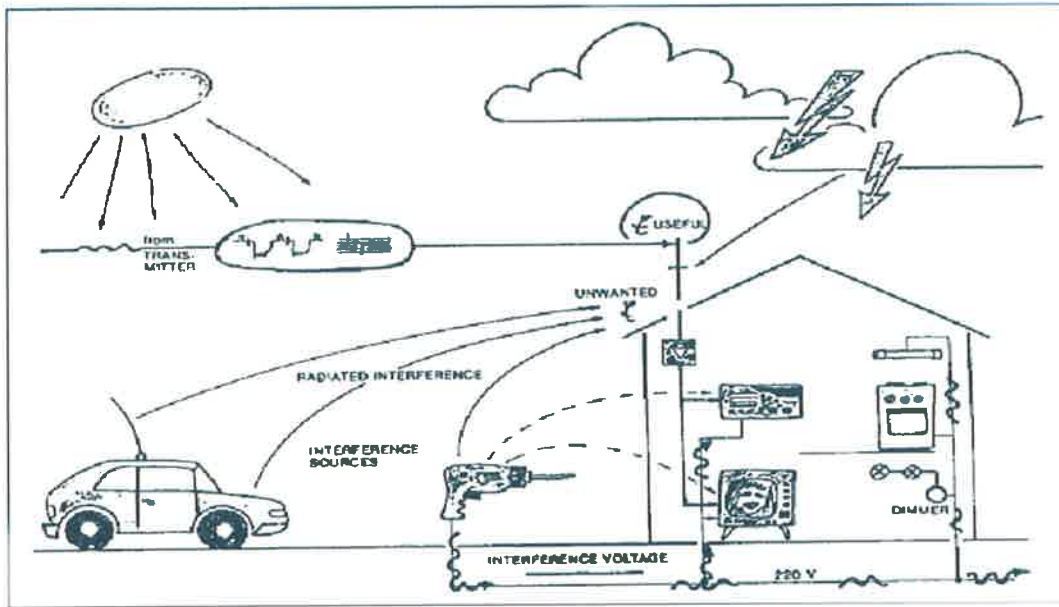 USEFUL
from
TRANS-
MITTER
UNWANTED
RADIATED INTERFERENCE
INTERFERENCE
SOURCES
DIMMER
INTERFERENCE VOLTAGE
220 V